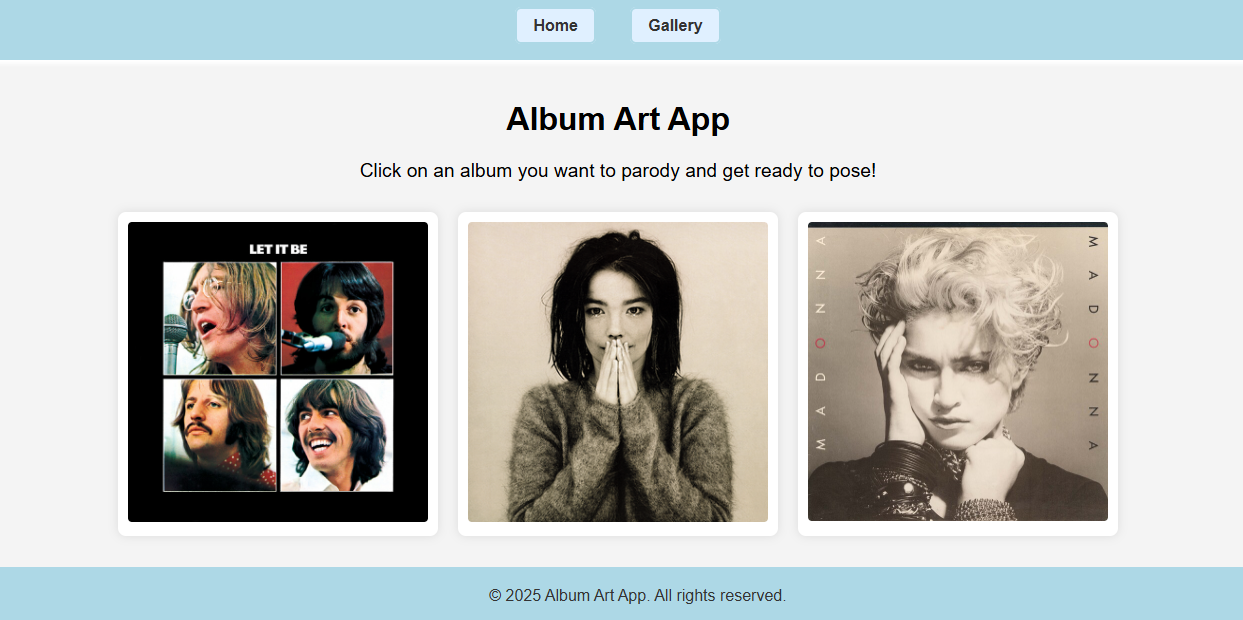 Home
Gallery
Album Art App
Click on an album you want to parody and get ready to pose!
LET IT BE
MADONNA
MADONNA
© 2025 Album Art App. All rights reserved.